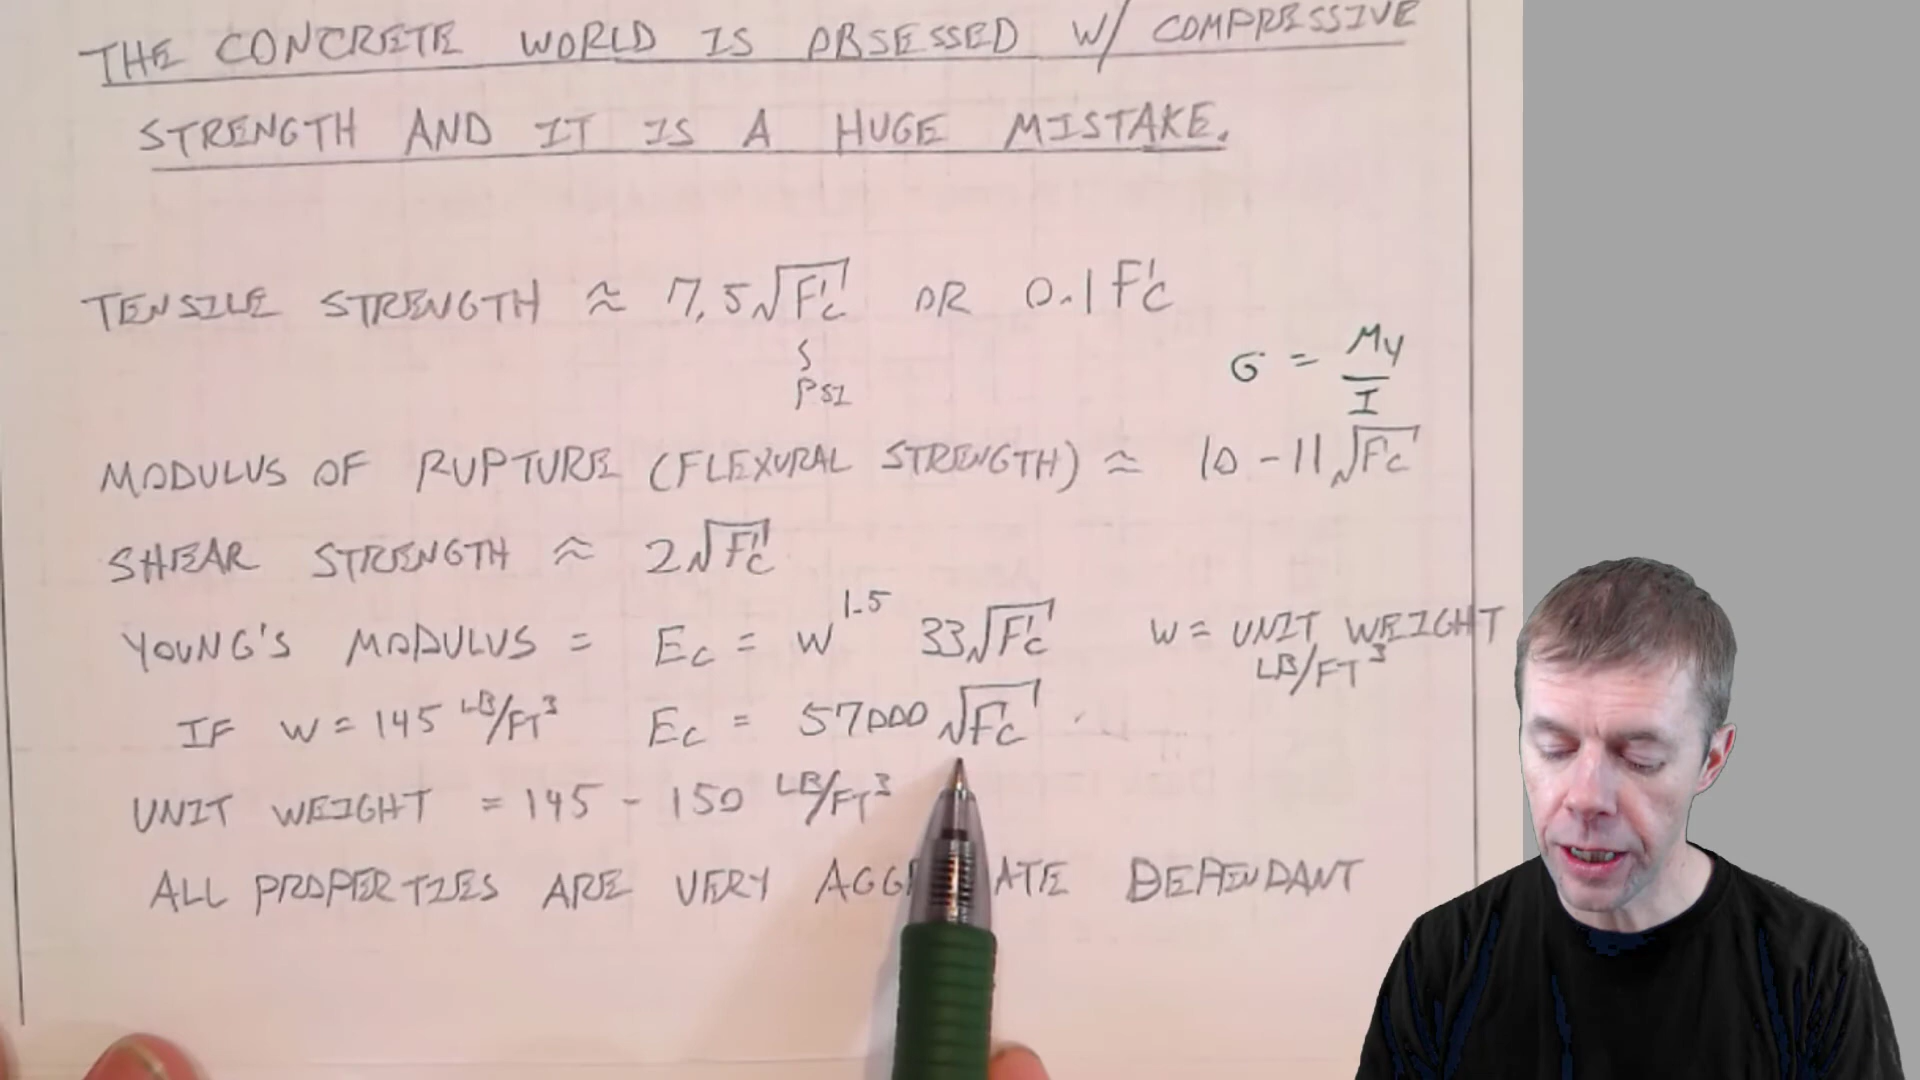 THE CONCRETE WORLD IS OBSESSED W/ COMPRESSIVE
STRENGTH AND IT IS A HUGE MISTAKE.
TENSILE STRENGTH ≈ 7.5√F'c OR 0.1 F'c
PSI
σ = My/I
MODULUS OF RUPTURE (FLEXURAL STRENGTH) ≈ 10-11√F'c
SHEAR STRENGTH ≈ 2√F'c
YOUNG'S MODULUS = Ec = W^1.5 33√F'c W = UNIT WEIGHT
LB/FT³
IF W = 145 LB/FT³ Ec = 57000√F'c
UNIT WEIGHT = 145 - 150 LB/FT³
ALL PROPERTIES ARE VERY DEPENDANT